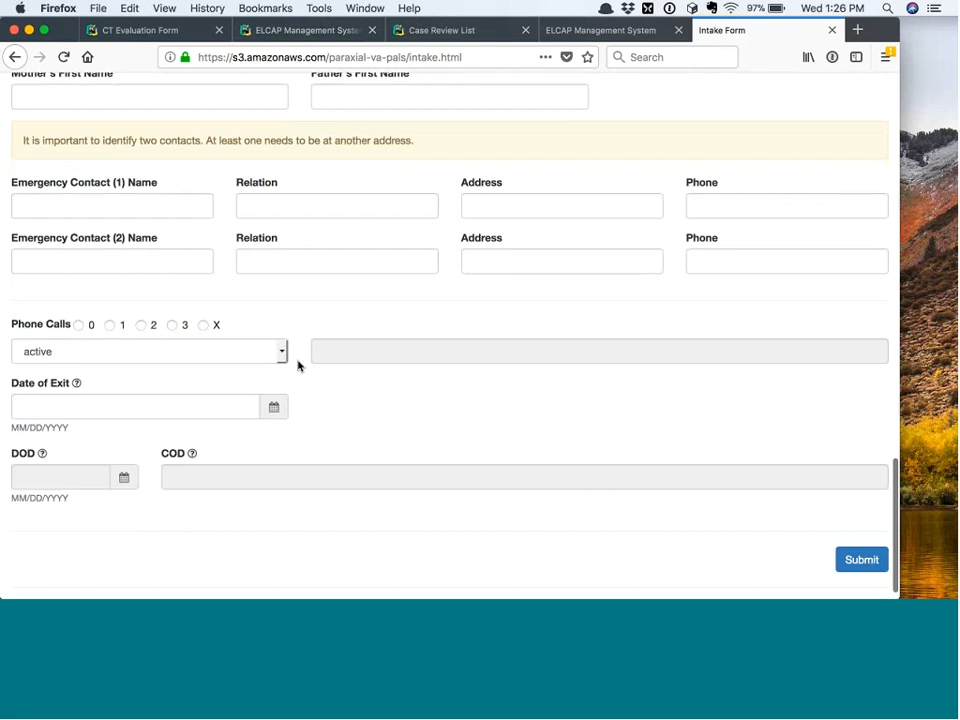 Firefox File Edit View History Bookmarks Tools Window Help 97% Wed 1:26 PM
CT Evaluation Form ELCAP Management Syste Case Review List ELCAP Management System Intake Form
https://s3.amazonaws.com/paraxial-va-pals/intake.html Search
Mother's First Name Father's First Name
It is important to identify two contacts. At least one needs to be at another address.
Emergency Contact (1) Name Relation Address Phone
Emergency Contact (2) Name Relation Address Phone
Phone Calls 0 1 2 3 X
active
Date of Exit
MM/DD/YYYY
DOD COD
MM/DD/YYYY
Submit